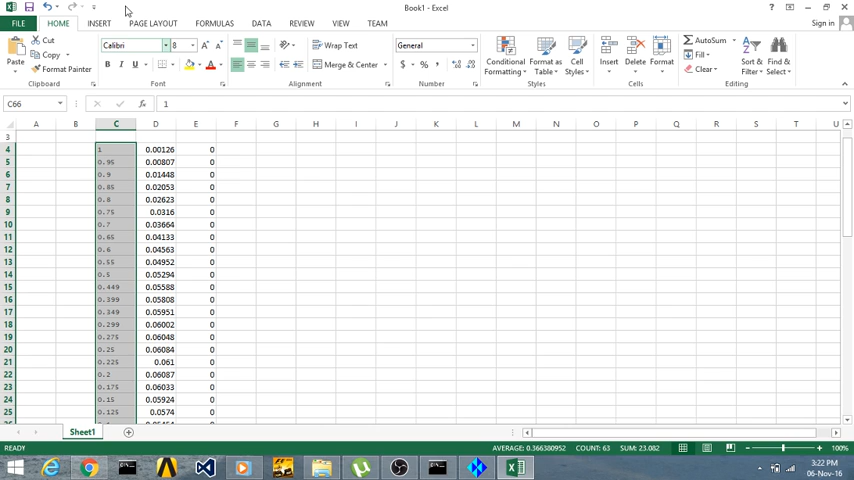 Book1 - Excel
FILE HOME INSERT PAGE LAYOUT FORMULAS DATA REVIEW VIEW TEAM Sign in
Paste
Cut
Copy
Format Painter
Clipboard
Calibri 8
B I U
Font
Wrap Text
Merge & Center
Alignment
General
$ % ,
Number
Conditional Formatting
Format as Table
Cell Styles
Styles
Insert Delete Format
Cells
AutoSum
Fill
Clear
Sort & Filter
Find & Select
Editing
C66 fx 1
A B C D E F G H I J K L M N O P Q R S T U
3
4 1 0.00126 0
5 0.95 0.00807 0
6 0.9 0.01448 0
7 0.85 0.02053 0
8 0.8 0.02623 0
9 0.75 0.0316 0
10 0.7 0.03664 0
11 0.65 0.04133 0
12 0.6 0.04563 0
13 0.55 0.04952 0
14 0.5 0.05294 0
15 0.449 0.05588 0
16 0.399 0.05808 0
17 0.349 0.05951 0
18 0.299 0.06002 0
19 0.275 0.06048 0
20 0.25 0.06084 0
21 0.225 0.061 0
22 0.2 0.06087 0
23 0.175 0.06033 0
24 0.15 0.05924 0
25 0.125 0.0574 0
Sheet1
READY AVERAGE: 0.366380952 COUNT: 63 SUM: 23.082 100%
3:22 PM
06-Nov-16